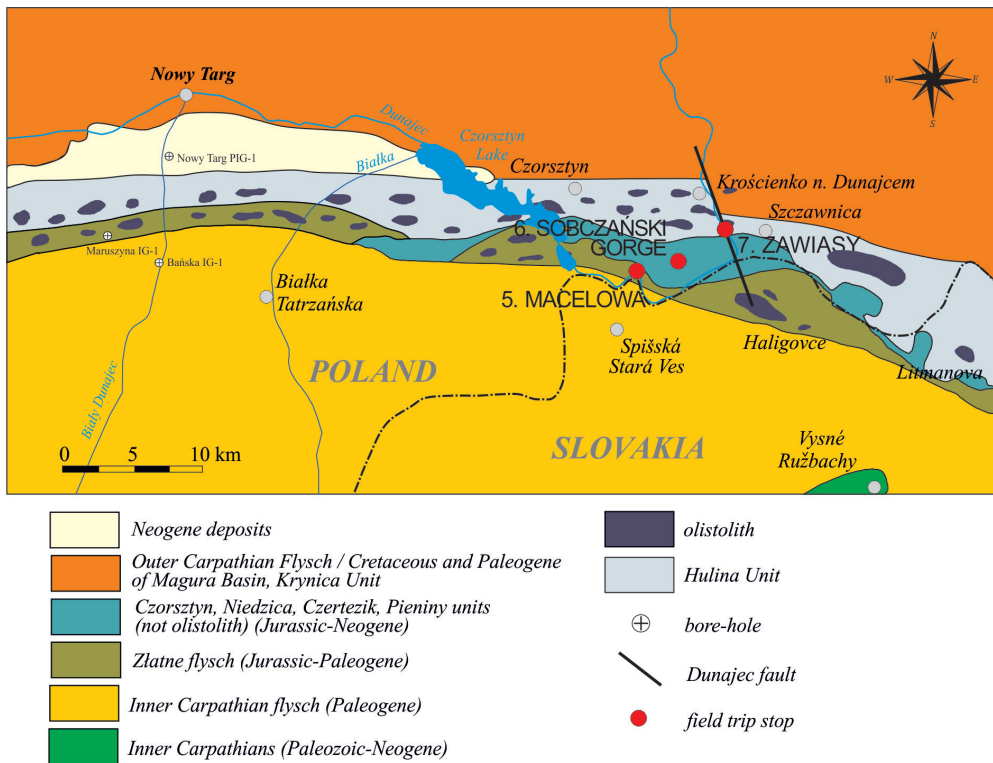 N
W
E
S
Nowy Targ
Dunajec
Czorsztyn
Lake
Białka
Nowy Targ PIG-1
Czorsztyn
Krościenko n. Dunajcem
Szczawnica
6. SOBCZAŃSKI
GORGE
7. ZAWIASY
Maruszyna IG-1
Bańska IG-1
Białka
Tatrzańska
5. MACELOWA
Spišská
Stará Ves
Haligovce
Litmanova
POLAND
Biały Dunajec
SLOVAKIA
Vysné
Ružbachy
0 5 10 km
Neogene deposits
Outer Carpathian Flysch / Cretaceous and Paleogene
of Magura Basin, Krynica Unit
Czorsztyn, Niedzica, Czertezik, Pieniny units
(not olistolith) (Jurassic-Neogene)
Złatne flysch (Jurassic-Paleogene)
Inner Carpathian flysch (Paleogene)
Inner Carpathians (Paleozoic-Neogene)
olistolith
Hulina Unit
bore-hole
Dunajec fault
field trip stop